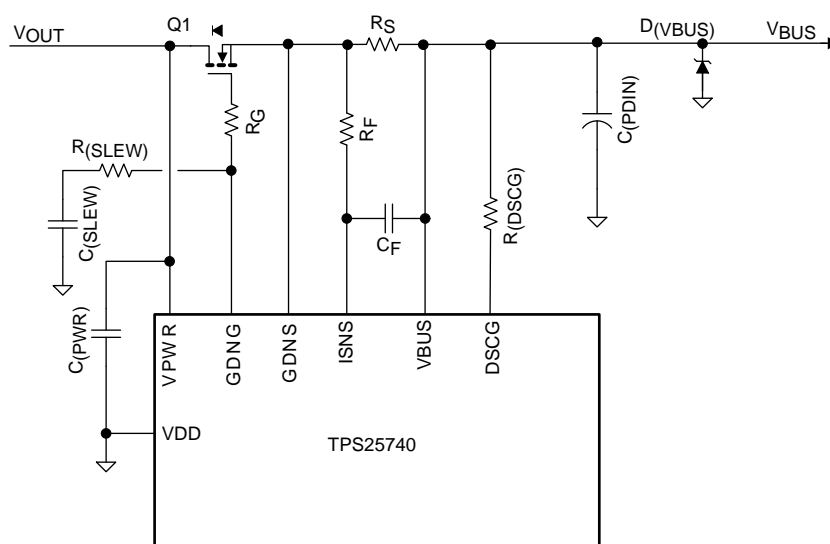 VOUT
Q1
RS
D(VBUS)
VBUS
RG
RF
C(PDIN)
R(SLEW)
C(SLEW)
CF
R(DSCG)
C(PWR)
VPWR
GDNG
GDNS
ISNS
VBUS
DSCG
VDD
TPS25740